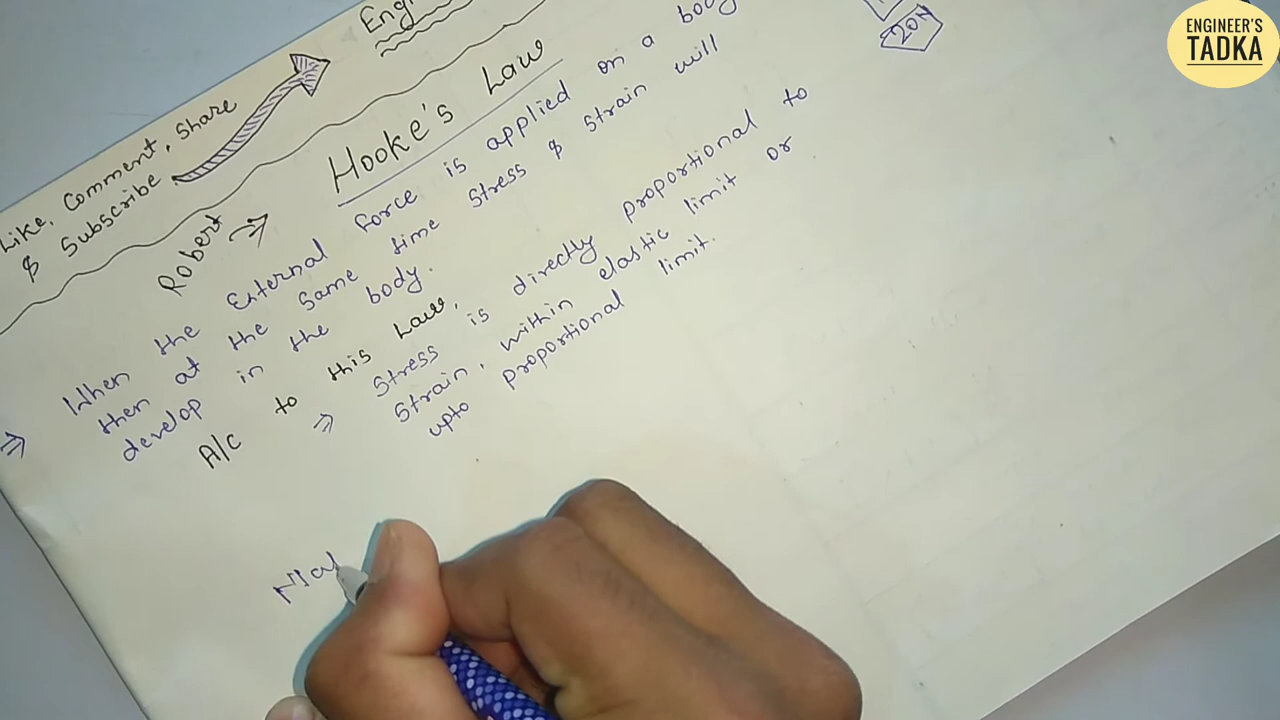 ENGINEER'S
TADKA
Like, Comment, Share
& Subscribe
20N
Robert ⇒
Hooke's Law
⇒ When the External force is applied on a body
then at the same time stress & strain will
develop in the body.
A/c to this Law,
⇒ Stress is directly proportional to
strain, within elastic limit or
upto proportional limit.